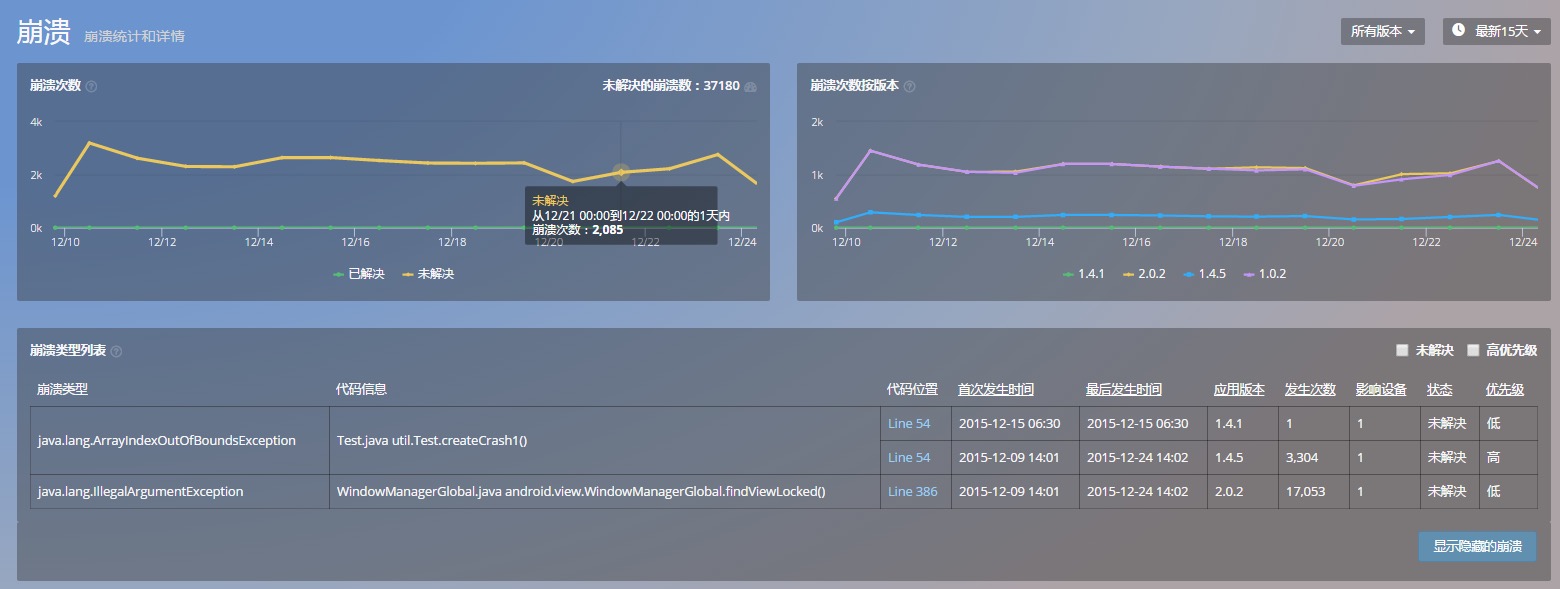 崩溃 崩溃统计和详情
所有版本 最新15天
崩溃次数 未解决的崩溃数：37180
4k
2k
0k
未解决
从12/21 00:00到12/22 00:00的1天内
崩溃次数：2,085
12/10 12/12 12/14 12/16 12/18 12/20 12/22 12/24
已解决 未解决
崩溃次数按版本
2k
1k
0k
12/10 12/12 12/14 12/16 12/18 12/20 12/22 12/24
1.4.1 2.0.2 1.4.5 1.0.2
崩溃类型列表 未解决 高优先级
崩溃类型 代码信息 代码位置 首次发生时间 最后发生时间 应用版本 发生次数 影响设备 状态 优先级
java.lang.ArrayIndexOutOfBoundsException Test.java util.Test.createCrash1() Line 54 2015-12-15 06:30 2015-12-15 06:30 1.4.1 1 1 未解决 低
Line 54 2015-12-09 14:01 2015-12-24 14:02 1.4.5 3,304 1 未解决 高
java.lang.IllegalArgumentException WindowManagerGlobal.java android.view.WindowManagerGlobal.findViewLocked() Line 386 2015-12-09 14:01 2015-12-24 14:02 2.0.2 17,053 1 未解决 低
显示隐藏的崩溃